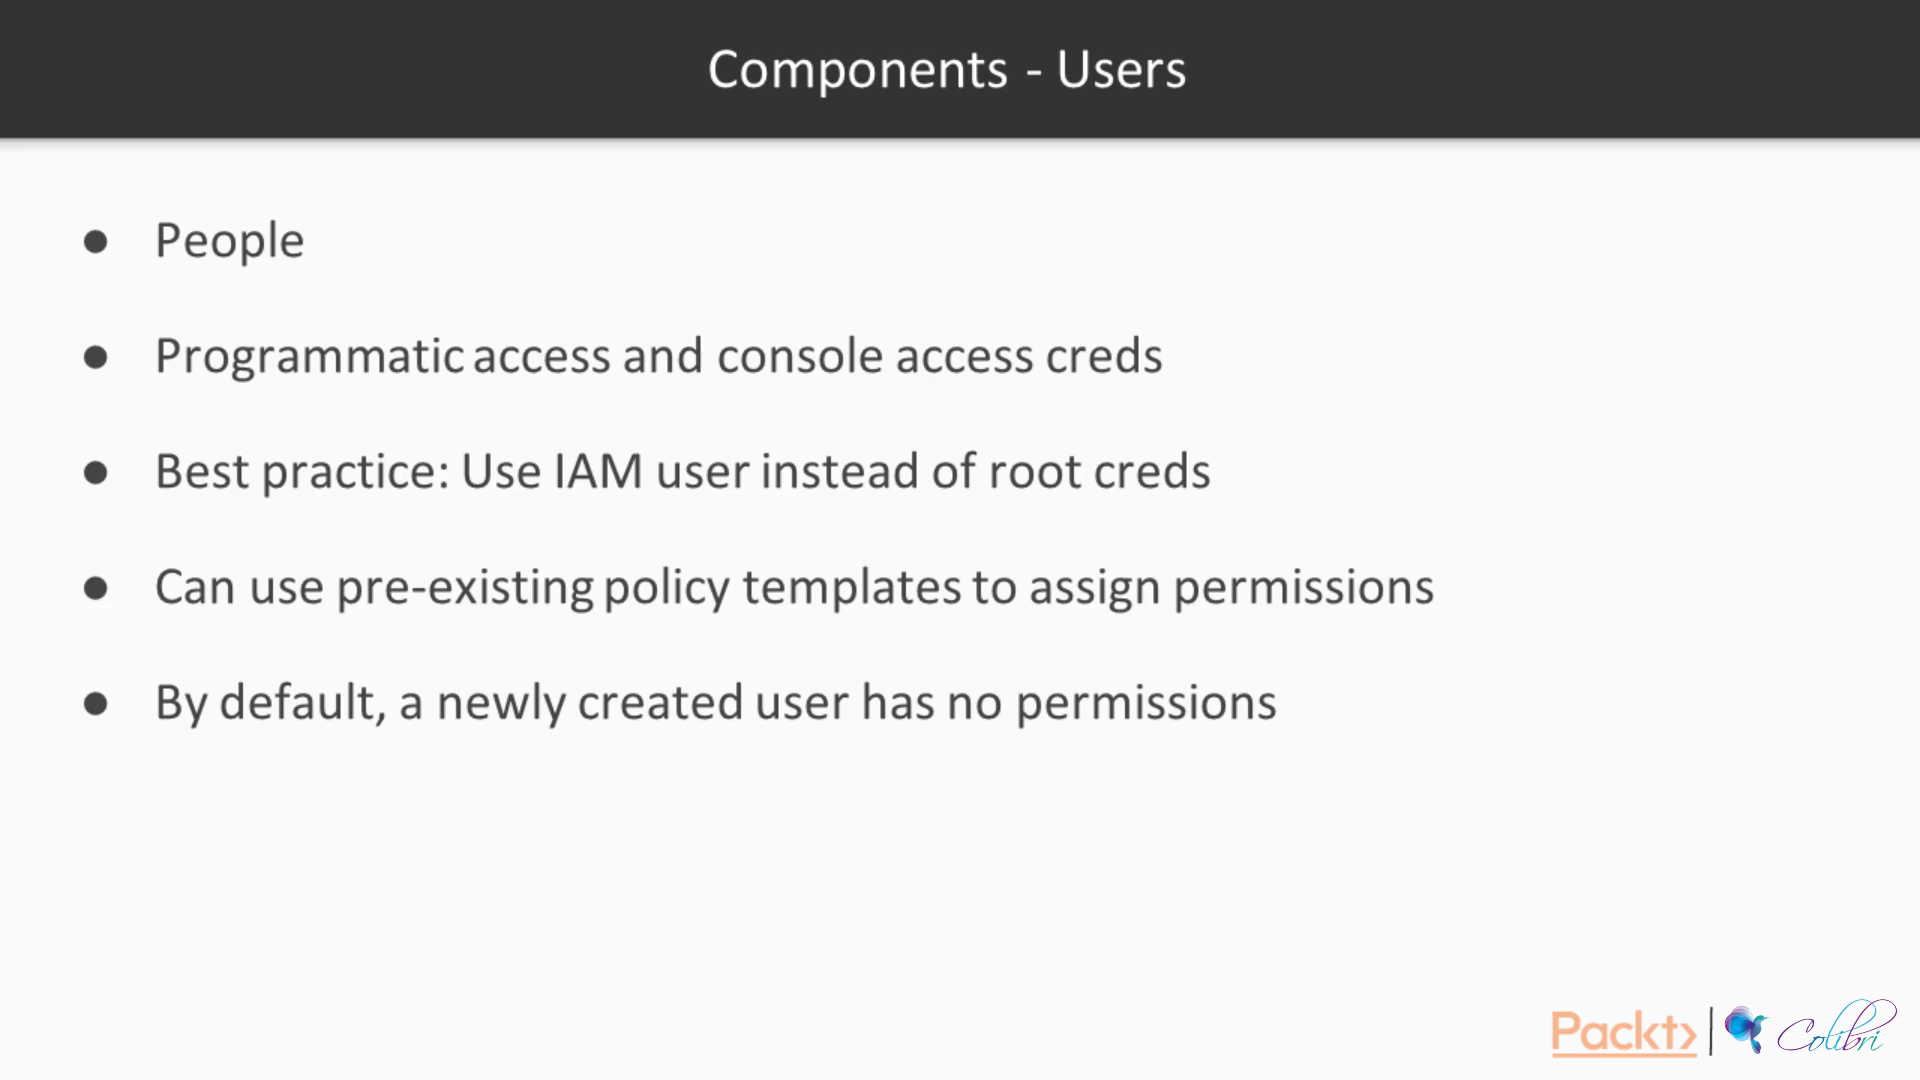 Components - Users
● People
● Programmatic access and console access creds
● Best practice: Use IAM user instead of root creds
● Can use pre-existing policy templates to assign permissions
● By default, a newly created user has no permissions
Packt> | Colibri